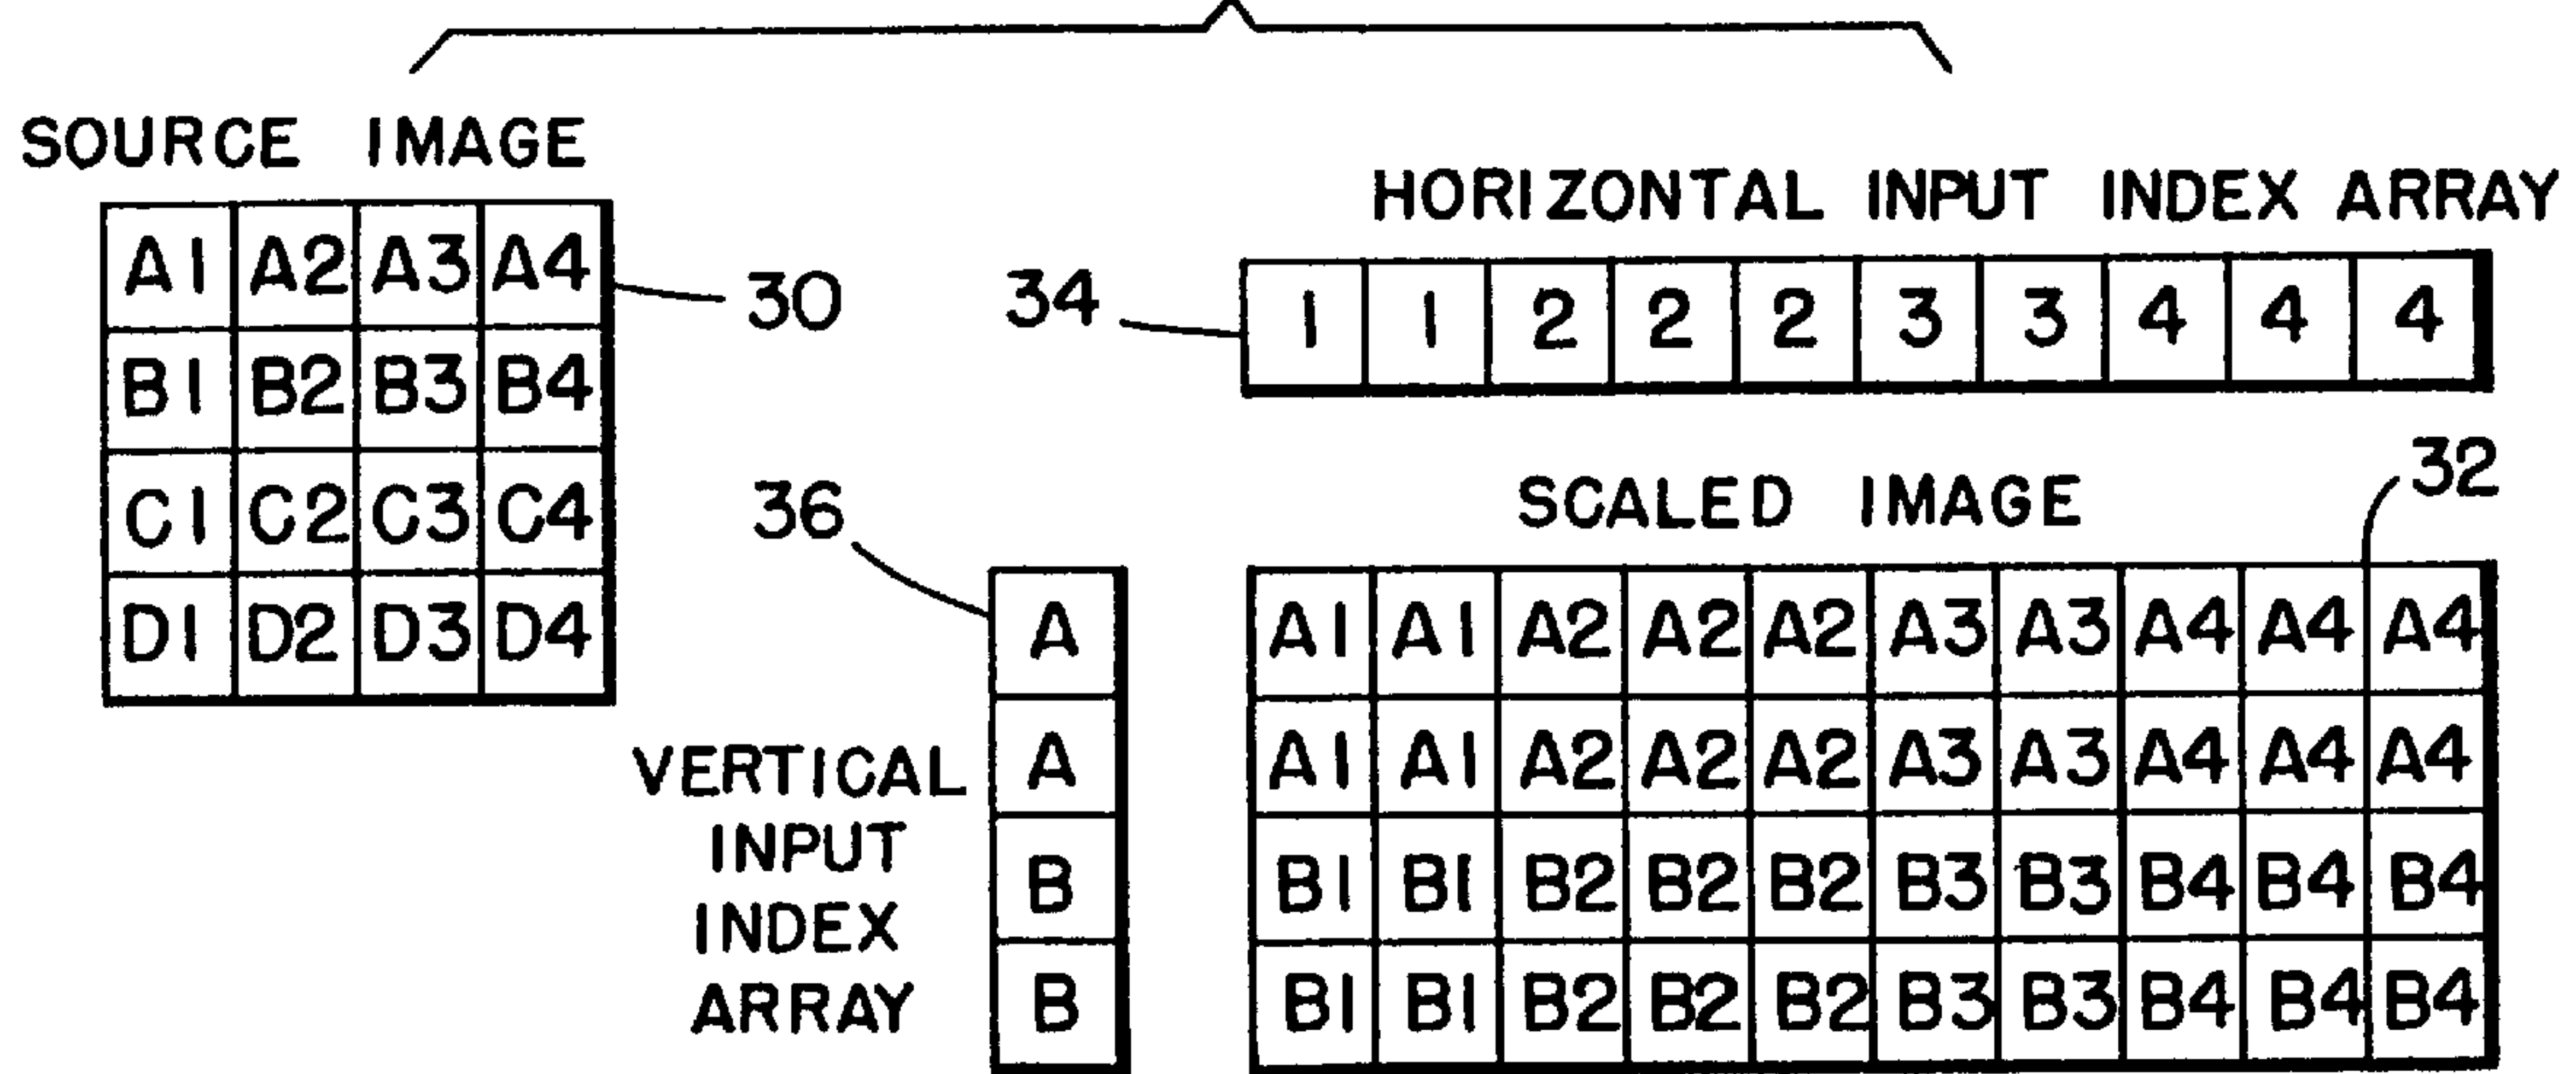 SOURCE IMAGE
A1 A2 A3 A4
B1 B2 B3 B4
C1 C2 C3 C4
D1 D2 D3 D4
30
HORIZONTAL INPUT INDEX ARRAY
34
1 1 2 2 2 3 3 4 4 4
36
VERTICAL
INPUT
INDEX
ARRAY
A
A
B
B
SCALED IMAGE
32
A1 A1 A2 A2 A2 A3 A3 A4 A4 A4
A1 A1 A2 A2 A2 A3 A3 A4 A4 A4
B1 B1 B2 B2 B2 B3 B3 B4 B4 B4
B1 B1 B2 B2 B2 B3 B3 B4 B4 B4